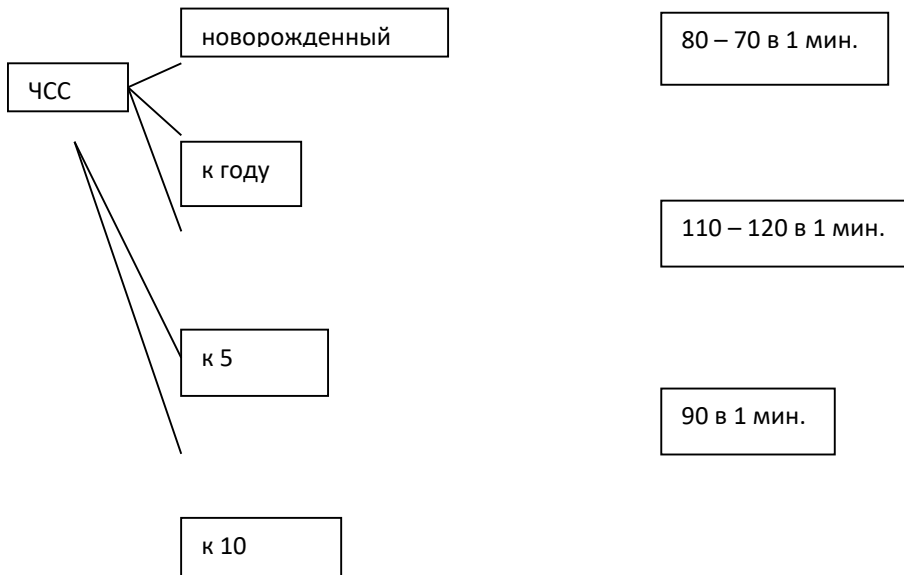 новорожденный
80 – 70 в 1 мин.
ЧСС
к году
110 – 120 в 1 мин.
к 5
90 в 1 мин.
к 10